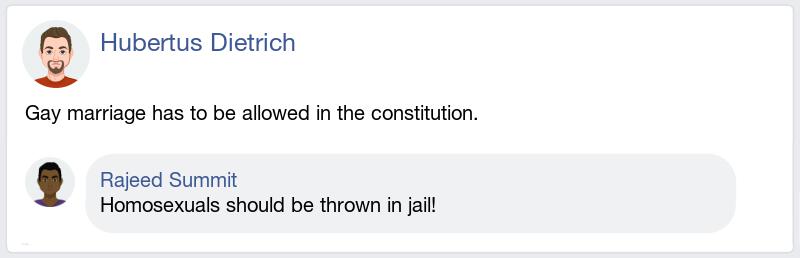 Hubertus Dietrich
Gay marriage has to be allowed in the constitution.
Rajeed Summit
Homosexuals should be thrown in jail!